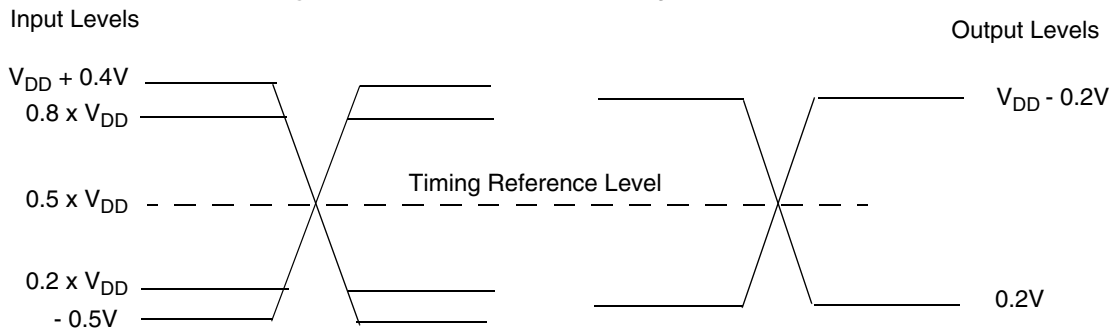 Input Levels
Output Levels
V_DD + 0.4V
V_DD - 0.2V
0.8 x V_DD
Timing Reference Level
0.5 x V_DD
0.2 x V_DD
0.2V
- 0.5V